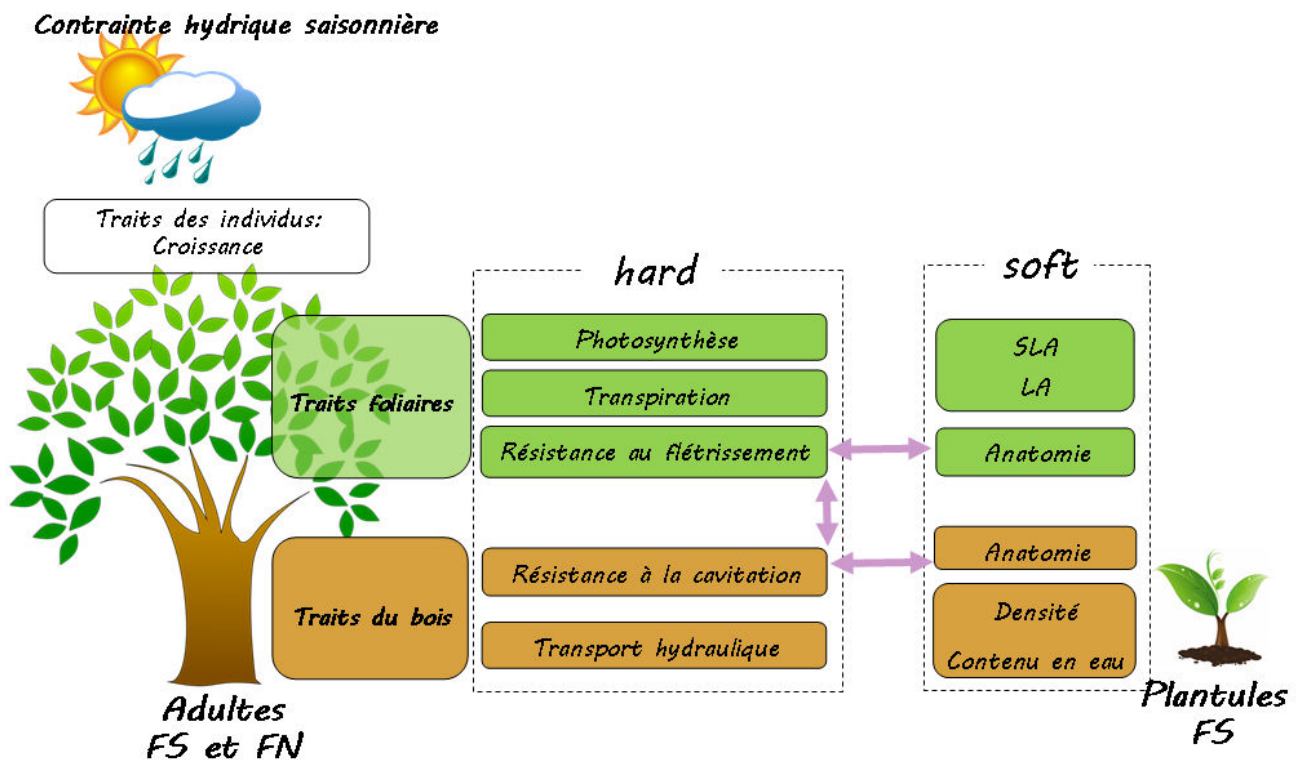 Contrainte hydrique saisonnière
Traits des individus:
Croissance
hard
soft
Traits foliaires
Photosynthèse
Transpiration
Résistance au flétrissement
SLA
LA
Anatomie
Traits du bois
Résistance à la cavitation
Transport hydraulique
Anatomie
Densité
Contenu en eau
Adultes
FS et FN
Plantules
FS